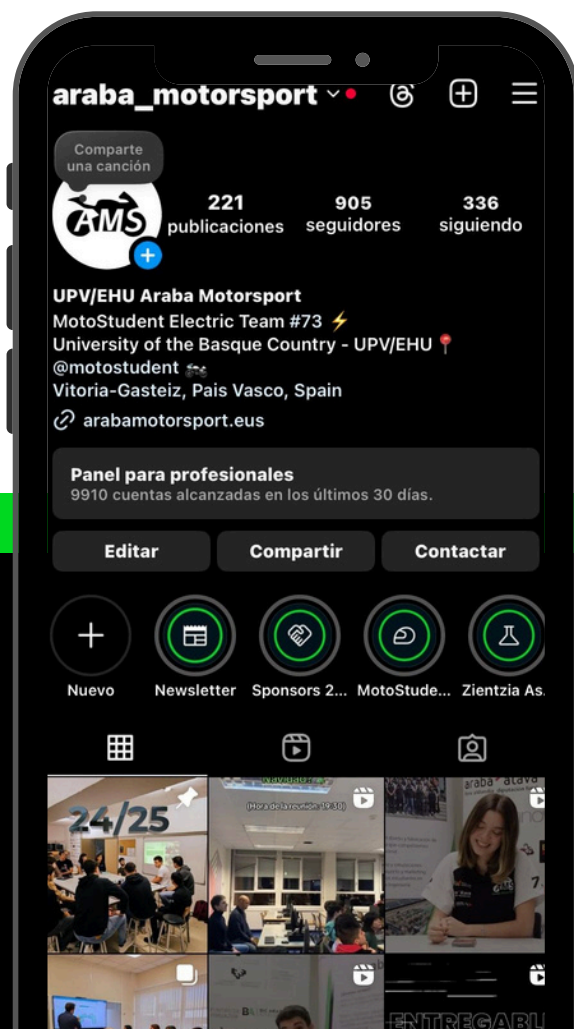 araba_motorsport
Comparte
una canción
AMS
221
publicaciones
905
seguidores
336
siguiendo
UPV/EHU Araba Motorsport
MotoStudent Electric Team #73 ⚡
University of the Basque Country - UPV/EHU 📍
@motostudent 🏍️
Vitoria-Gasteiz, Pais Vasco, Spain
arabamotorsport.eus
Panel para profesionales
9910 cuentas alcanzadas en los últimos 30 días.
Editar
Compartir
Contactar
Nuevo
Newsletter
Sponsors 2...
MotoStude...
Zientzia As.
24/25
Navidad
(Hora de la reunión: 19:30)
araba álava
7
ENTREGABL